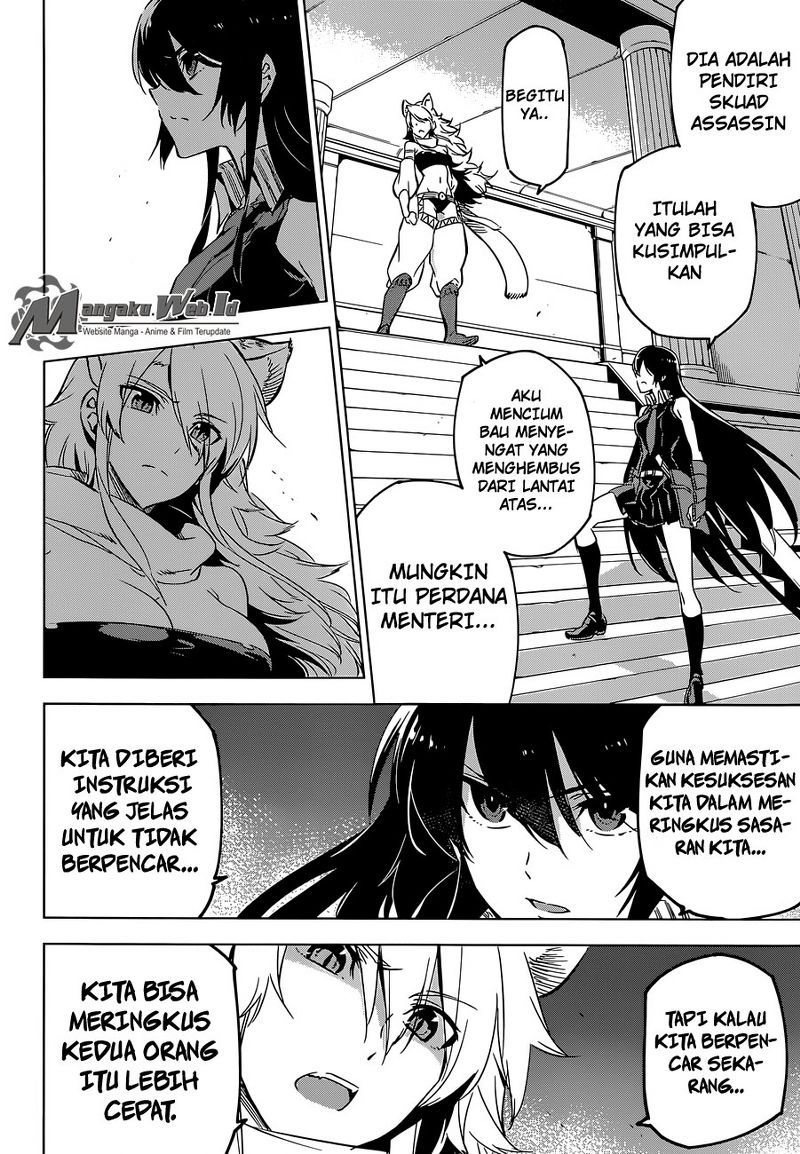 DIA ADALAH
PENDIRI
SKUAD
ASSASSIN
ITULAH
YANG BISA
KUSIMPUL-
KAN
BEGITU
YA..
AKU
MENCIUM
BAU MENYE-
NGAT YANG
MENGHEMBUS
DARI LANTAI
ATAS...
MUNGKIN
ITU PERDANA
MENTERI...
Mangaku.Web.Id
Website Manga - Anime & Film Terupdate
GUNA MEMASTI-
KAN KESUKSESAN
KITA DALAM ME-
RINGKUS SASA-
RAN KITA...
KITA DIBERI
INSTRUKSI
YANG JELAS
UNTUK TIDAK
BERPENCAR...
TAPI KALAU
KITA BERPEN-
CAR SEKA-
RANG...
KITA BISA
MERINGKUS
KEDUA ORANG
ITU LEBIH
CEPAT.